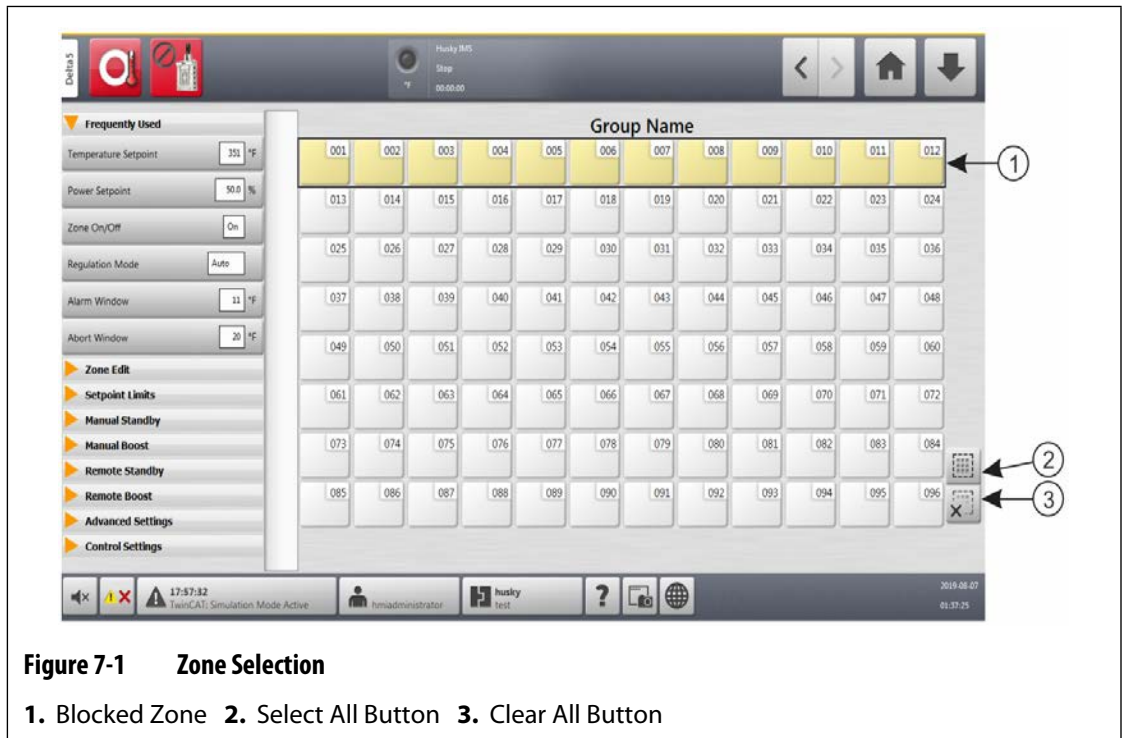 Delta5
Husky IMS
Stop
°F 00:00:00
Frequently Used
Temperature Setpoint 351 °F
Power Setpoint 50.0 %
Zone On/Off On
Regulation Mode Auto
Alarm Window 11 °F
Abort Window 20 °F
Zone Edit
Setpoint Limits
Manual Standby
Manual Boost
Remote Standby
Remote Boost
Advanced Settings
Control Settings
Group Name
001 002 003 004 005 006 007 008 009 010 011 012
1
013 014 015 016 017 018 019 020 021 022 023 024
025 026 027 028 029 030 031 032 033 034 035 036
037 038 039 040 041 042 043 044 045 046 047 048
049 050 051 052 053 054 055 056 057 058 059 060
061 062 063 064 065 066 067 068 069 070 071 072
073 074 075 076 077 078 079 080 081 082 083 084
2
085 086 087 088 089 090 091 092 093 094 095 096
3
17:57:32
TwinCAT: Simulation Mode Active
hmiadministrator
husky
test
?
2019-08-07
01:37:25
Figure 7-1 Zone Selection
1. Blocked Zone 2. Select All Button 3. Clear All Button